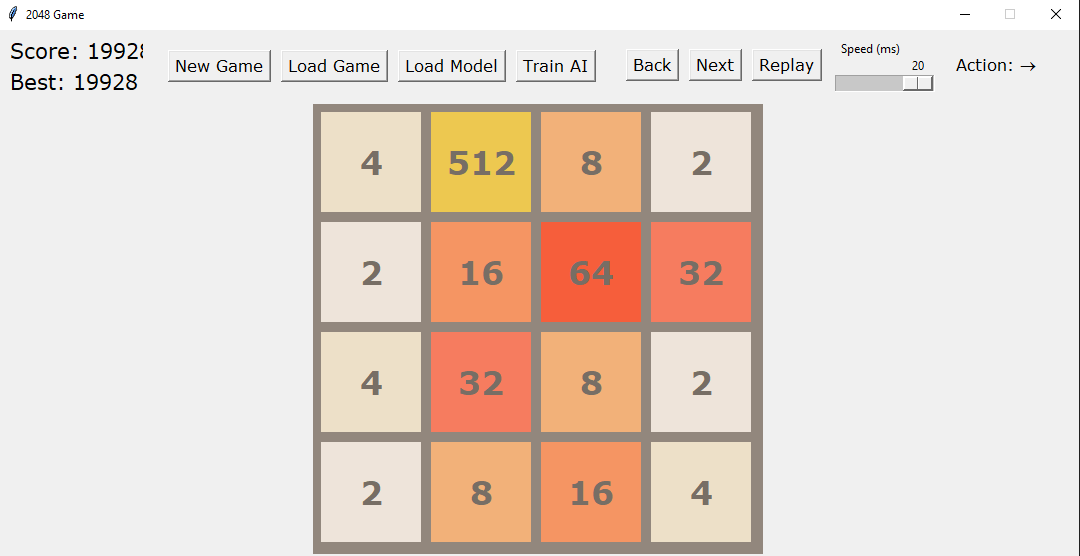 2048 Game
Score: 19928
Best: 19928
New Game
Load Game
Load Model
Train AI
Back
Next
Replay
Speed (ms)
20
Action: →
4 512 8 2
2 16 64 32
4 32 8 2
2 8 16 4